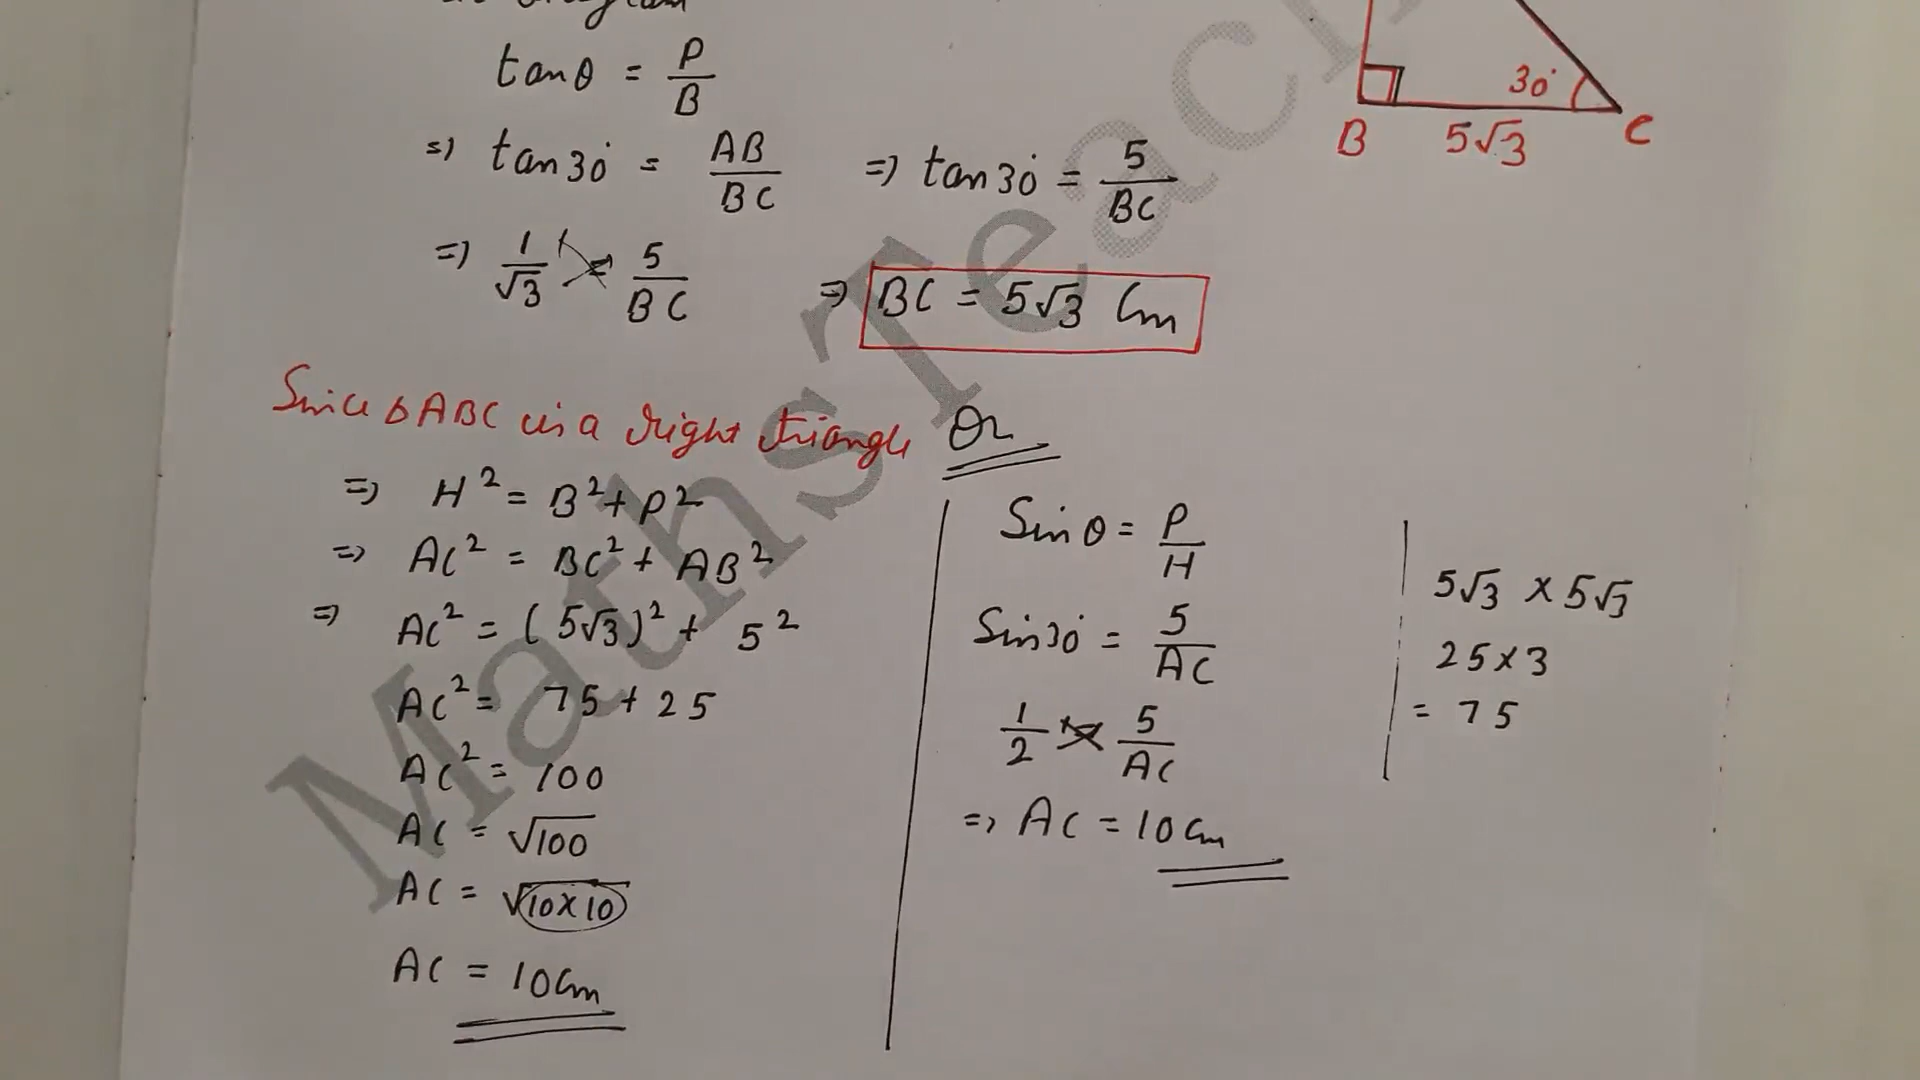 tanθ = P/B
=) tan30° = AB/BC =) tan30° = 5/BC
30°
B 5√3 C
=) 1/√3 = 5/BC => BC = 5√3 Cm
Since △ABC is a right triangle Or
=) H² = B² + P²
=) AC² = BC² + AB²
=) AC² = (5√3)² + 5²
AC² = 75 + 25
AC² = 100
AC = √100
AC = √10×10
AC = 10Cm
Sinθ = P/H
Sin30° = 5/AC
1/2 = 5/AC
=) AC = 10Cm
5√3 × 5√3
25×3
= 75
MathsTeac